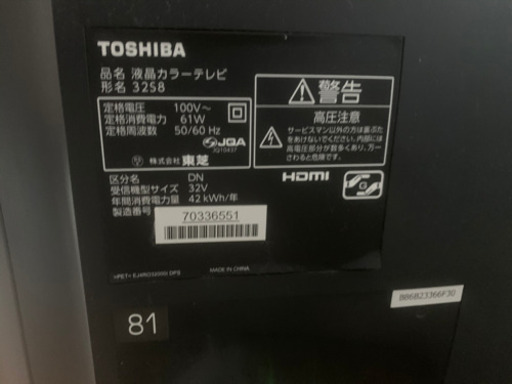 TOSHIBA
品名 液晶カラーテレビ
形名 32S8
定格電圧 100V～
定格消費電力 61W
定格周波数 50/60 Hz
JQA
株式会社 東芝
区分名 DN
受信機型サイズ 32V
年間消費電力量 42 kWh/年
製造番号
70336551
警告
高圧注意
サービスマン以外の方は裏ぶたをあけないでください。内部には高電圧部分が数多くあり、万一さわると危険です。
HDMI
G
MADE IN CHINA
81